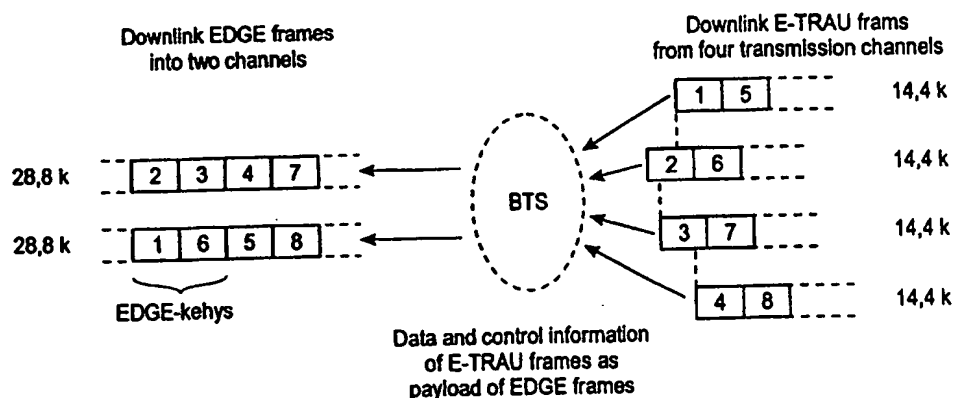 Downlink EDGE frames
into two channels
Downlink E-TRAU frams
from four transmission channels
1 5 14,4 k
2 6 14,4 k
28,8 k 2 3 4 7
BTS
3 7 14,4 k
28,8 k 1 6 5 8
4 8 14,4 k
EDGE-kehys
Data and control information
of E-TRAU frames as
payload of EDGE frames